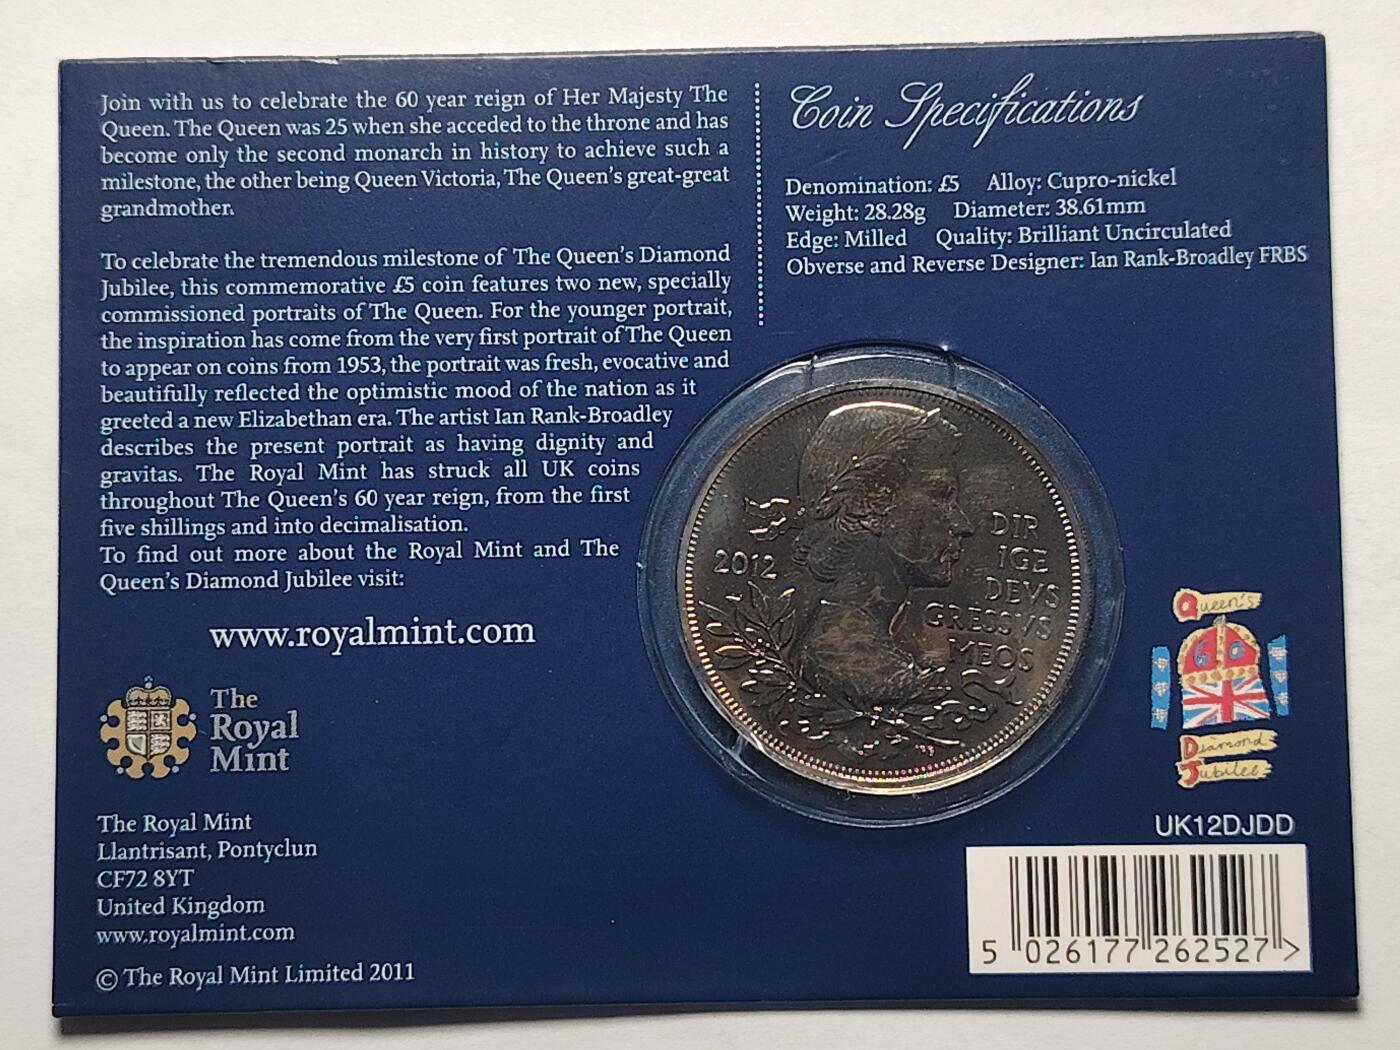 Join with us to celebrate the 60 year reign of Her Majesty The
Queen. The Queen was 25 when she acceded to the throne and has
become only the second monarch in history to achieve such a
milestone, the other being Queen Victoria, The Queen's great-great
grandmother.
To celebrate the tremendous milestone of The Queen's Diamond
Jubilee, this commemorative £5 coin features two new, specially
commissioned portraits of The Queen. For the younger portrait,
the inspiration has come from the very first portrait of The Queen
to appear on coins from 1953, the portrait was fresh, evocative and
beautifully reflected the optimistic mood of the nation as it
greeted a new Elizabethan era. The artist Ian Rank-Broadley
describes the present portrait as having dignity and
gravitas. The Royal Mint has struck all UK coins
throughout The Queen's 60 year reign, from the first
five shillings and into decimalisation.
To find out more about the Royal Mint and The
Queen's Diamond Jubilee visit:
www.royalmint.com
The
Royal
Mint
The Royal Mint
Llantrisant, Pontyclun
CF72 8YT
United Kingdom
www.royalmint.com
© The Royal Mint Limited 2011
Coin Specifications
Denomination: £5 Alloy: Cupro-nickel
Weight: 28.28g Diameter: 38.61mm
Edge: Milled Quality: Brilliant Uncirculated
Obverse and Reverse Designer: Ian Rank-Broadley FRBS
2012
DIR
IGE
DEVS
GRESSVS
MEOS
Queen's
60
Diamond
Jubilee
UK12DJDD
5 026177 262527 >